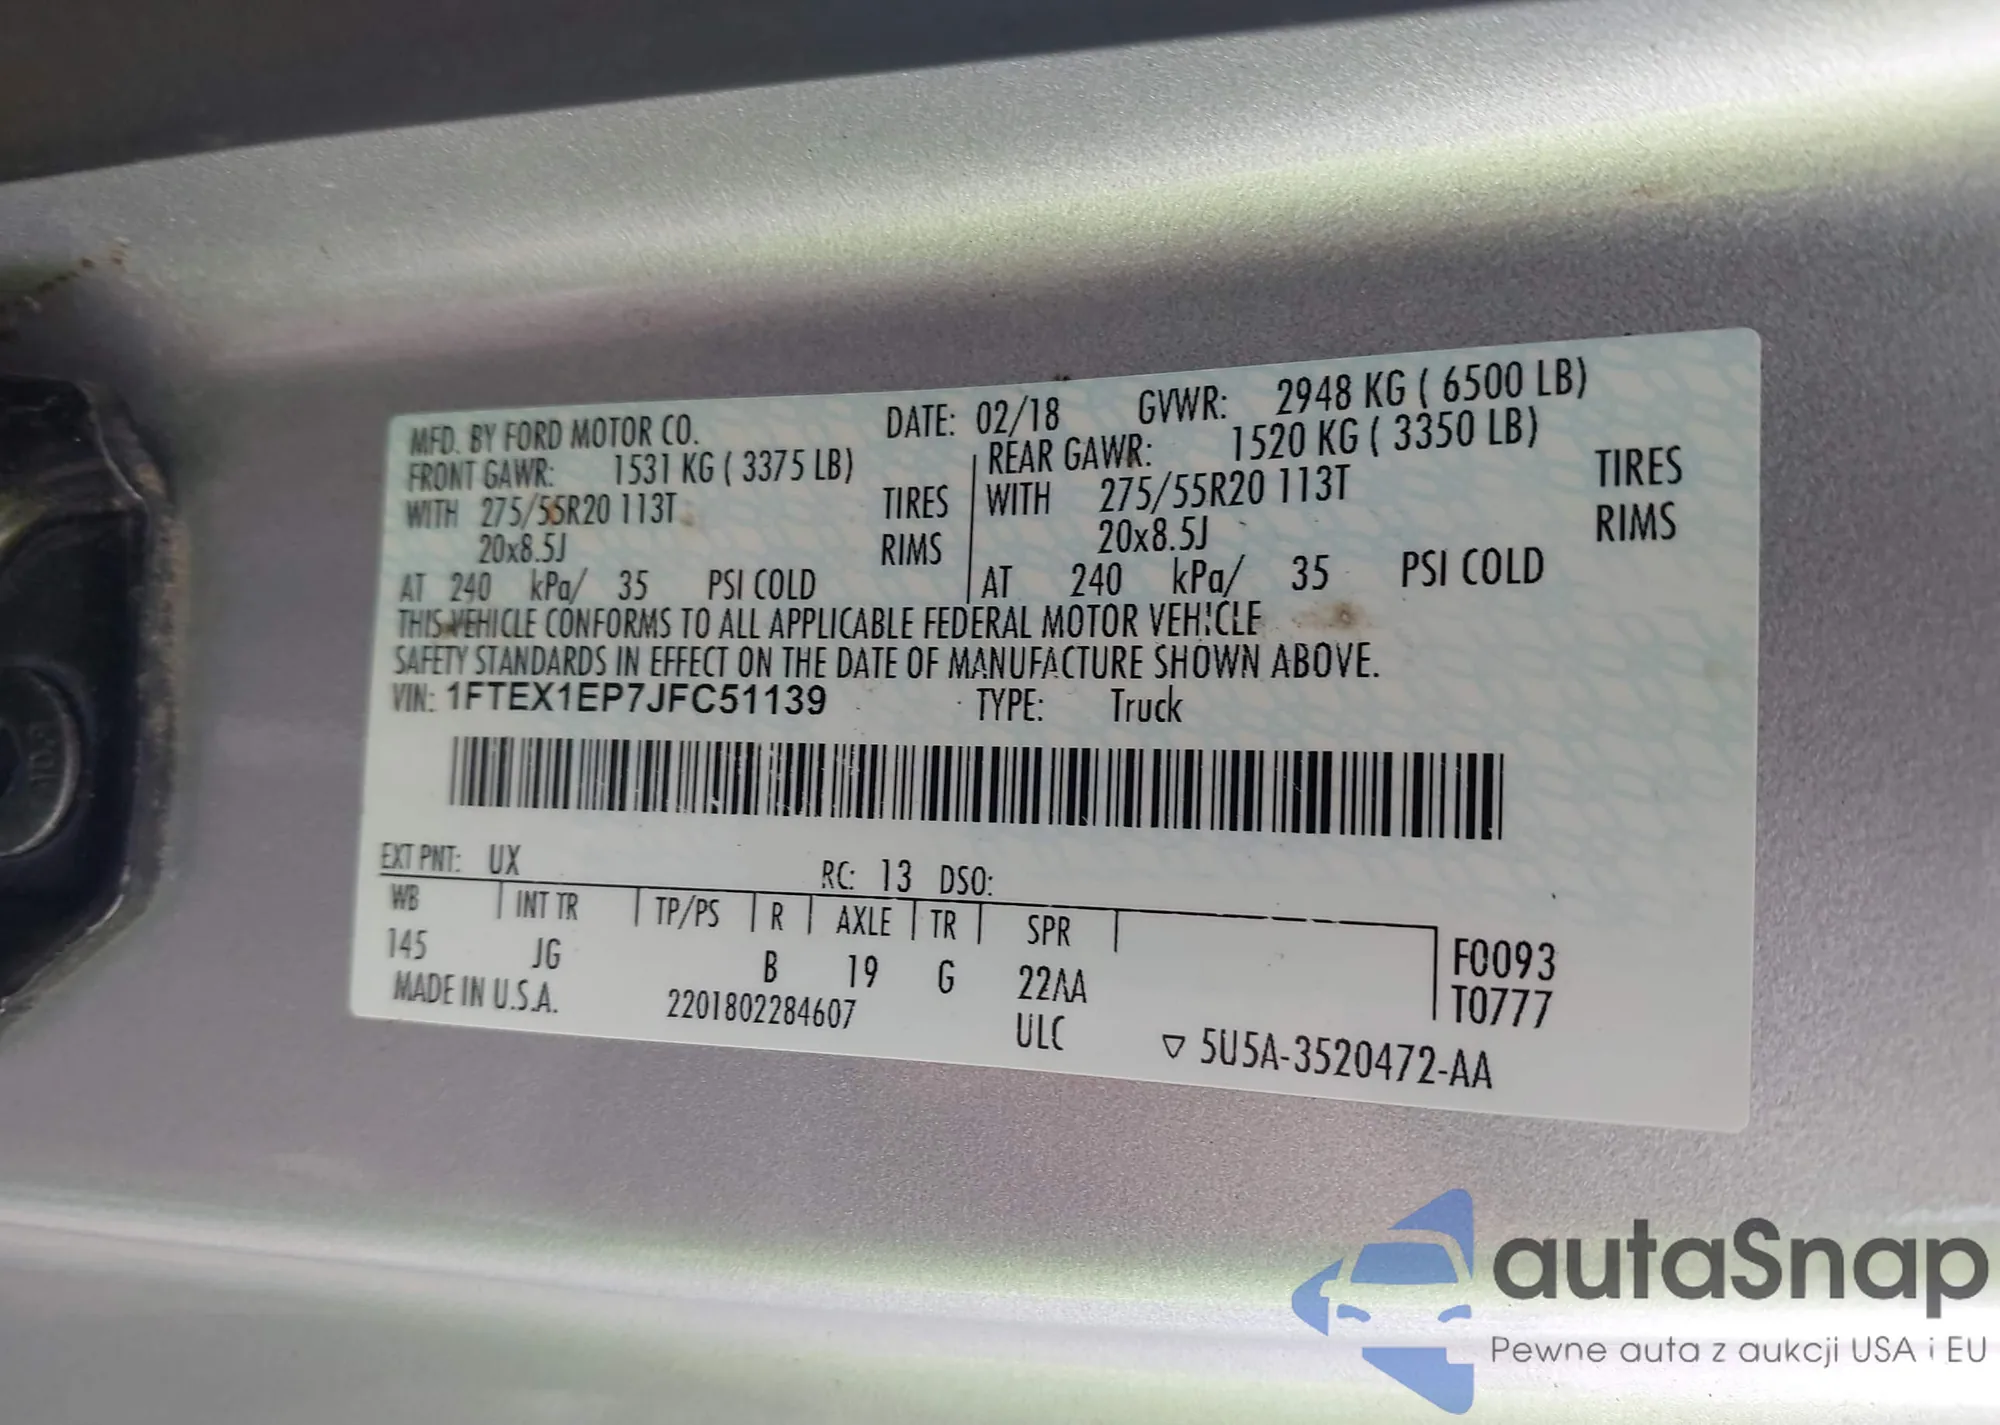 MFD. BY FORD MOTOR CO. DATE: 02/18 GVWR: 2948 KG ( 6500 LB)
FRONT GAWR: 1531 KG ( 3375 LB) REAR GAWR: 1520 KG ( 3350 LB)
WITH 275/55R20 113T TIRES WITH 275/55R20 113T TIRES
20x8.5J RIMS 20x8.5J RIMS
AT 240 kPa/ 35 PSI COLD AT 240 kPa/ 35 PSI COLD
THIS VEHICLE CONFORMS TO ALL APPLICABLE FEDERAL MOTOR VEHICLE
SAFETY STANDARDS IN EFFECT ON THE DATE OF MANUFACTURE SHOWN ABOVE.
VIN: 1FTEX1EP7JFC51139 TYPE: Truck
EXT PNT: UX RC: 13 DSO:
WB INT TR TP/PS R AXLE TR SPR
145 JG B 19 G 22AA F0093
MADE IN U.S.A. 2201802284607 ULC T0777
▽ 5U5A-3520472-AA
autaSnap
Pewne auta z aukcji USA i EU